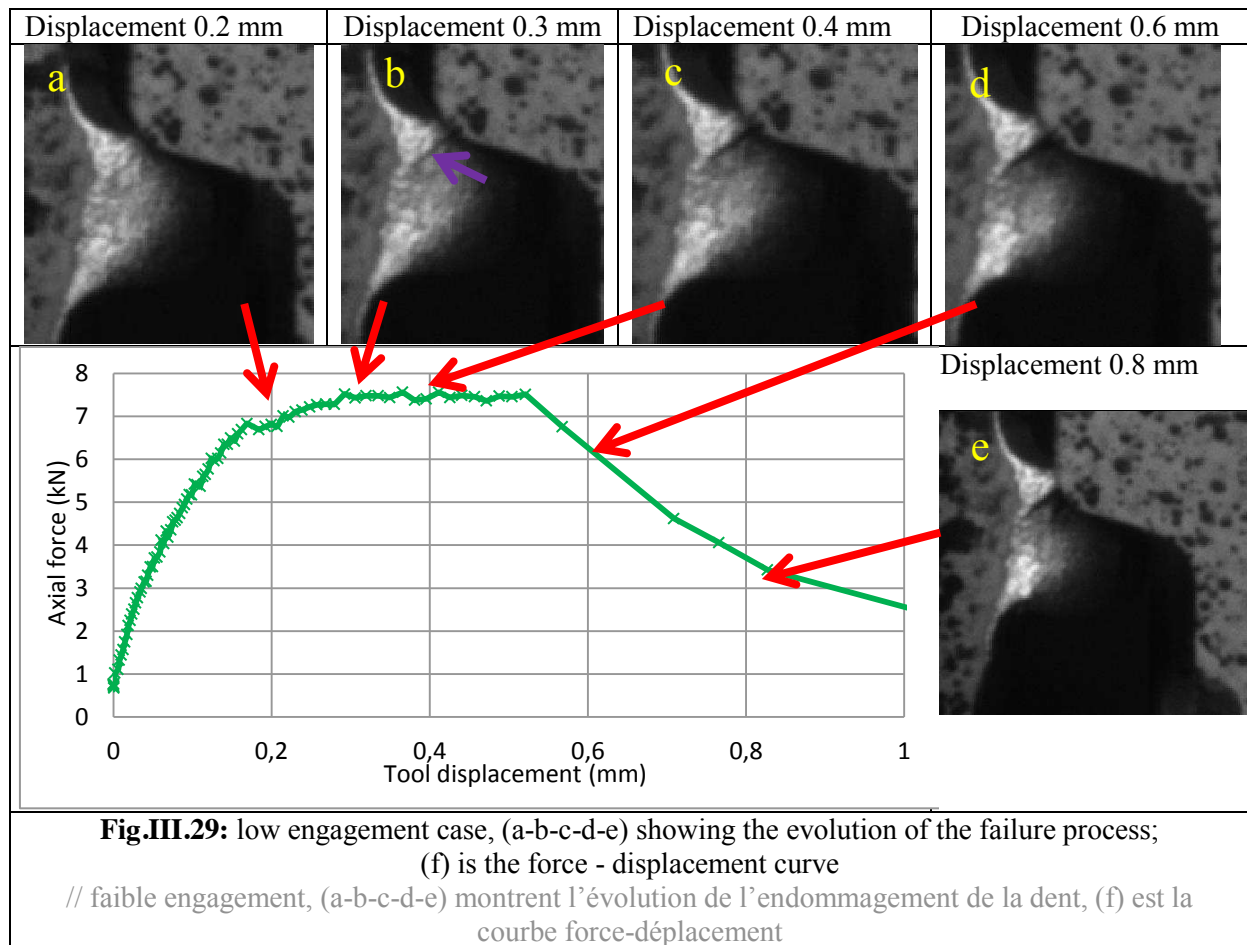 Displacement 0.2 mm
Displacement 0.3 mm
Displacement 0.4 mm
Displacement 0.6 mm
a
b
c
d
Displacement 0.8 mm
e
8
7
6
5
4
3
2
1
0
Axial force (kN)
0
0,2
0,4
0,6
0,8
1
Tool displacement (mm)
Fig.III.29: low engagement case, (a-b-c-d-e) showing the evolution of the failure process;
(f) is the force - displacement curve
// faible engagement, (a-b-c-d-e) montrent l’évolution de l’endommagement de la dent, (f) est la
courbe force-déplacement